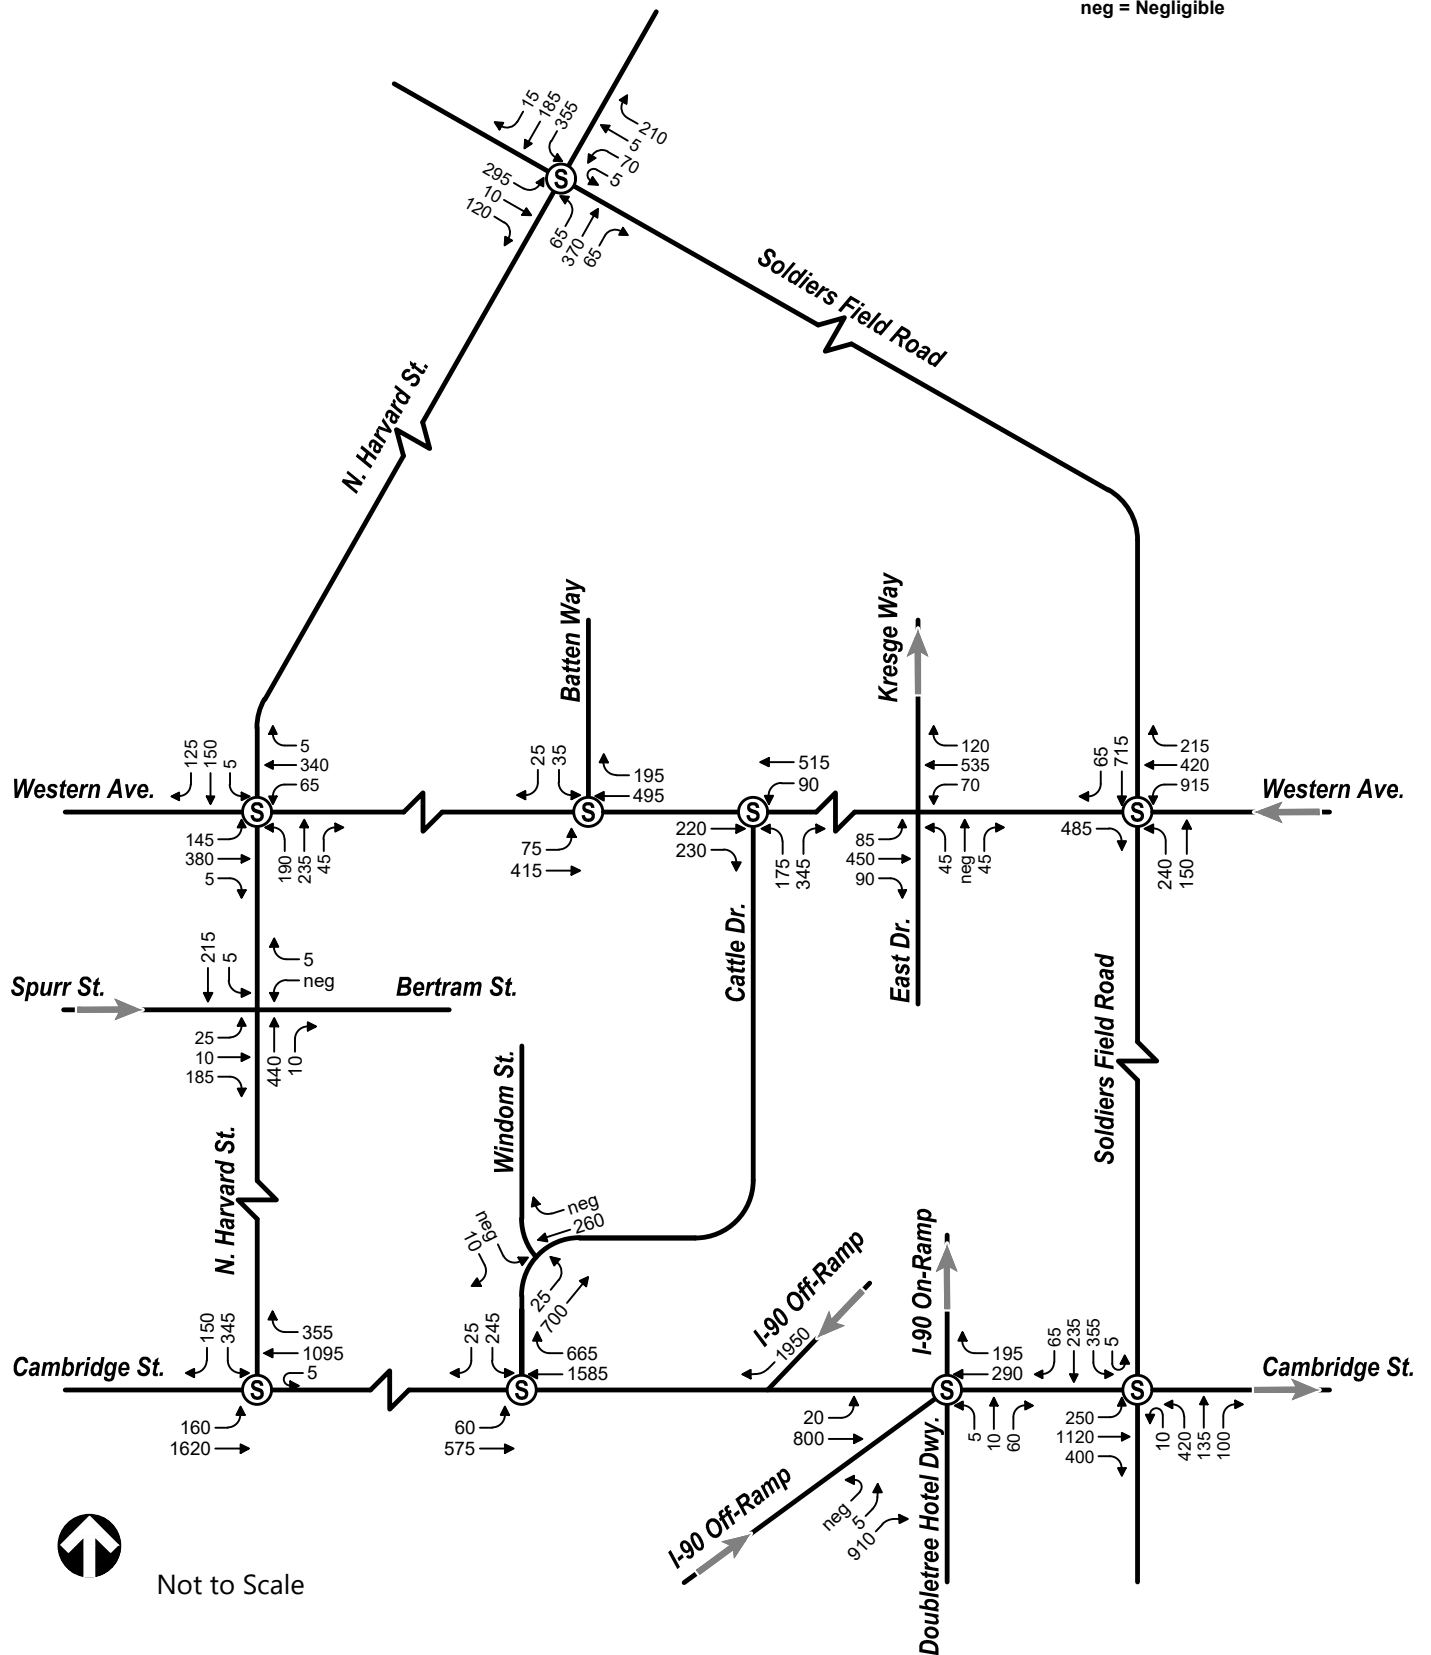 neg = Negligible
15
185
355
210
5
70
5
295
10
120
65
370
65
Soldiers Field Road
N. Harvard St.
Batten Way
Kresge Way
125
150
5
5
340
65
25
35
195
495
515
90
120
535
70
65
715
215
420
915
Western Ave.
Western Ave.
145
380
5
190
235
45
75
415
220
230
175
345
85
450
90
45
neg
45
485
240
150
Cattle Dr.
East Dr.
Soldiers Field Road
215
5
5
neg
Spurr St.
Bertram St.
25
10
185
440
10
Windom St.
N. Harvard St.
neg
10
neg
260
25
700
I-90 Off-Ramp
1950
I-90 On-Ramp
150
345
355
1095
5
25
245
665
1585
195
290
65
235
355
5
Cambridge St.
Cambridge St.
160
1620
60
575
20
800
5
10
60
250
1120
400
10
420
135
100
I-90 Off-Ramp
neg
5
910
Doubletree Hotel Dwy.
Not to Scale
S
S
S
S
S
S
S
S
S